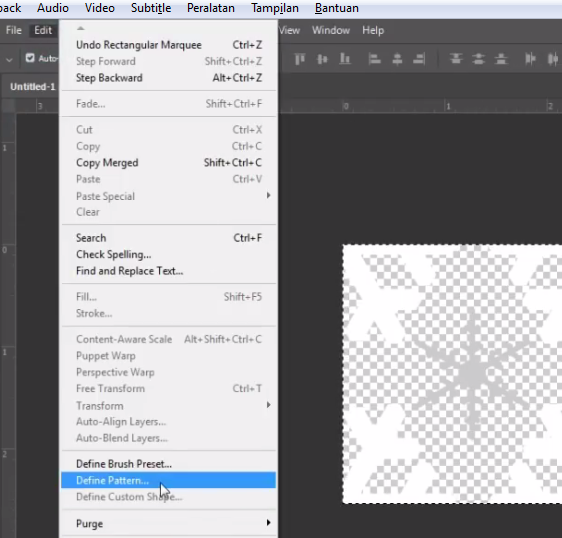 back Audio Video Subtitle Peralatan Tampilan Bantuan
File Edit View Window Help
Auto-
Untitled-1
3 0 1 2
1
0
1
2
Undo Rectangular Marquee Ctrl+Z
Step Forward Shift+Ctrl+Z
Step Backward Alt+Ctrl+Z
Fade... Shift+Ctrl+F
Cut Ctrl+X
Copy Ctrl+C
Copy Merged Shift+Ctrl+C
Paste Ctrl+V
Paste Special
Clear
Search Ctrl+F
Check Spelling...
Find and Replace Text...
Fill... Shift+F5
Stroke...
Content-Aware Scale Alt+Shift+Ctrl+C
Puppet Warp
Perspective Warp
Free Transform Ctrl+T
Transform
Auto-Align Layers...
Auto-Blend Layers...
Define Brush Preset...
Define Pattern...
Define Custom Shape...
Purge